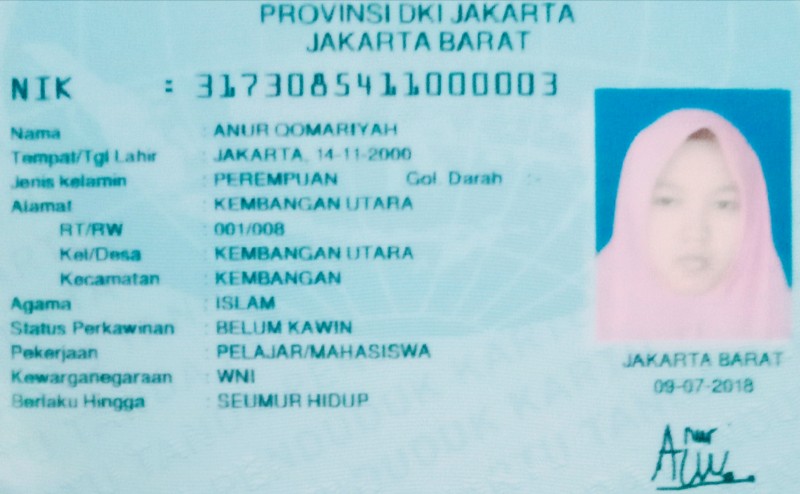 PROVINSI DKI JAKARTA
JAKARTA BARAT
NIK : 3173085411000003
Nama : ANUR QOMARIYAH
Tempat/Tgl Lahir : JAKARTA, 14-11-2000
Jenis kelamin : PEREMPUAN Gol. Darah :-
Alamat : KEMBANGAN UTARA
RT/RW : 001/008
Kel/Desa : KEMBANGAN UTARA
Kecamatan : KEMBANGAN
Agama : ISLAM
Status Perkawinan : BELUM KAWIN
Pekerjaan : PELAJAR/MAHASISWA
Kewarganegaraan : WNI
Berlaku Hingga : SEUMUR HIDUP
JAKARTA BARAT
09-07-2018